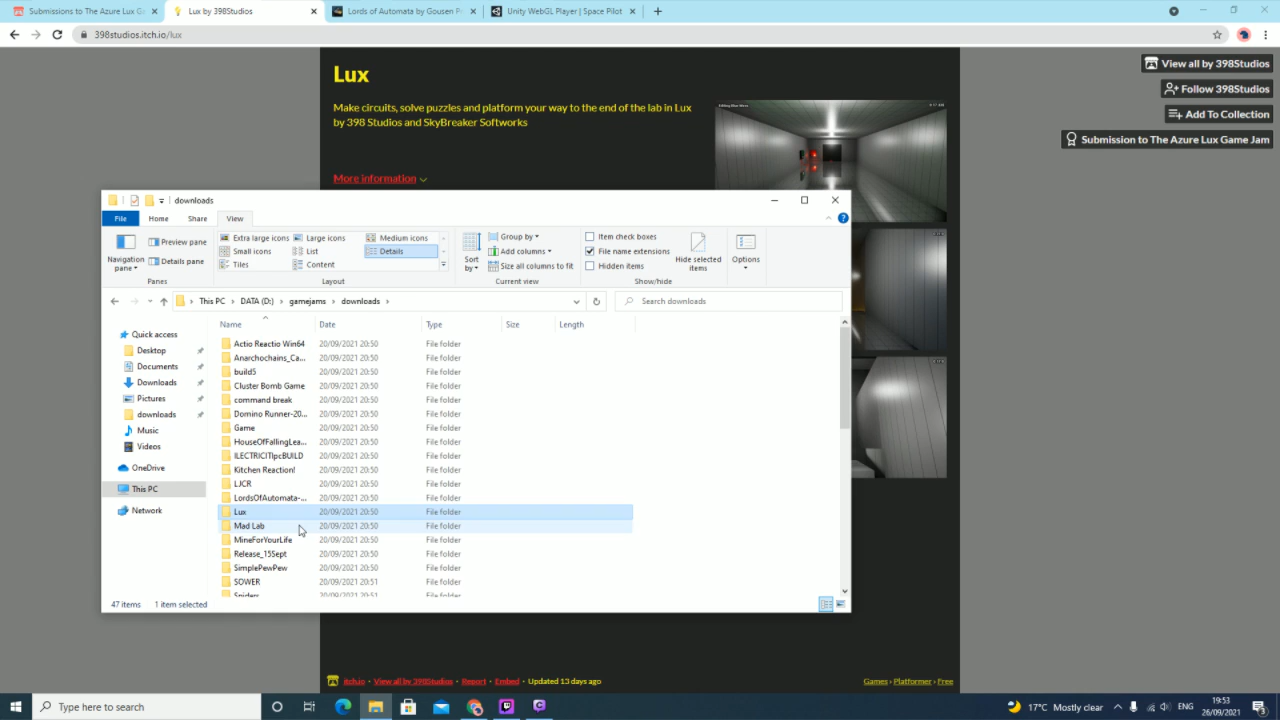 Submissions to The Azure Lux Ga
Lux by 398Studios
Lords of Automata by Gousen P
Unity WebGL Player | Space Pilot
398studios.itch.io/lux
View all by 398Studios
Follow 398Studios
Add To Collection
Submission to The Azure Lux Game Jam
Lux
Make circuits, solve puzzles and platform your way to the end of the lab in Lux
by 398 Studios and SkyBreaker Softworks
More information
downloads
File Home Share View
Navigation pane
Preview pane
Details pane
Panes
Extra large icons Large icons Medium icons
Small icons List Details
Tiles Content
Layout
Sort by
Group by
Add columns
Size all columns to fit
Current view
Item check boxes
File name extensions
Hidden items
Hide selected items
Show/hide
Options
This PC > DATA (D:) > gamejams > downloads >
Search downloads
Quick access
Desktop
Documents
Downloads
Pictures
downloads
Music
Videos
OneDrive
This PC
Network
Name Date Type Size Length
Actio Reactio Win64 20/09/2021 20:50 File folder
Anarchochains_Ca... 20/09/2021 20:50 File folder
build5 20/09/2021 20:50 File folder
Cluster Bomb Game 20/09/2021 20:50 File folder
command break 20/09/2021 20:50 File folder
Domino Runner-20... 20/09/2021 20:50 File folder
Game 20/09/2021 20:50 File folder
HouseOfFallingLea... 20/09/2021 20:50 File folder
ILECTRICITIpcBUILD 20/09/2021 20:50 File folder
Kitchen Reaction! 20/09/2021 20:50 File folder
LJCR 20/09/2021 20:50 File folder
LordsOfAutomata-... 20/09/2021 20:50 File folder
Lux 20/09/2021 20:50 File folder
Mad Lab 20/09/2021 20:50 File folder
MineForYourLife 20/09/2021 20:50 File folder
Release_15Sept 20/09/2021 20:50 File folder
SimplePewPew 20/09/2021 20:50 File folder
SOWER 20/09/2021 20:51 File folder
Spiders 20/09/2021 20:51 File folder
47 items 1 item selected
itch.io · View all by 398Studios · Report · Embed · Updated 13 days ago
Games › Platformer › Free
Type here to search
17°C Mostly clear
ENG
19:53
26/09/2021
3